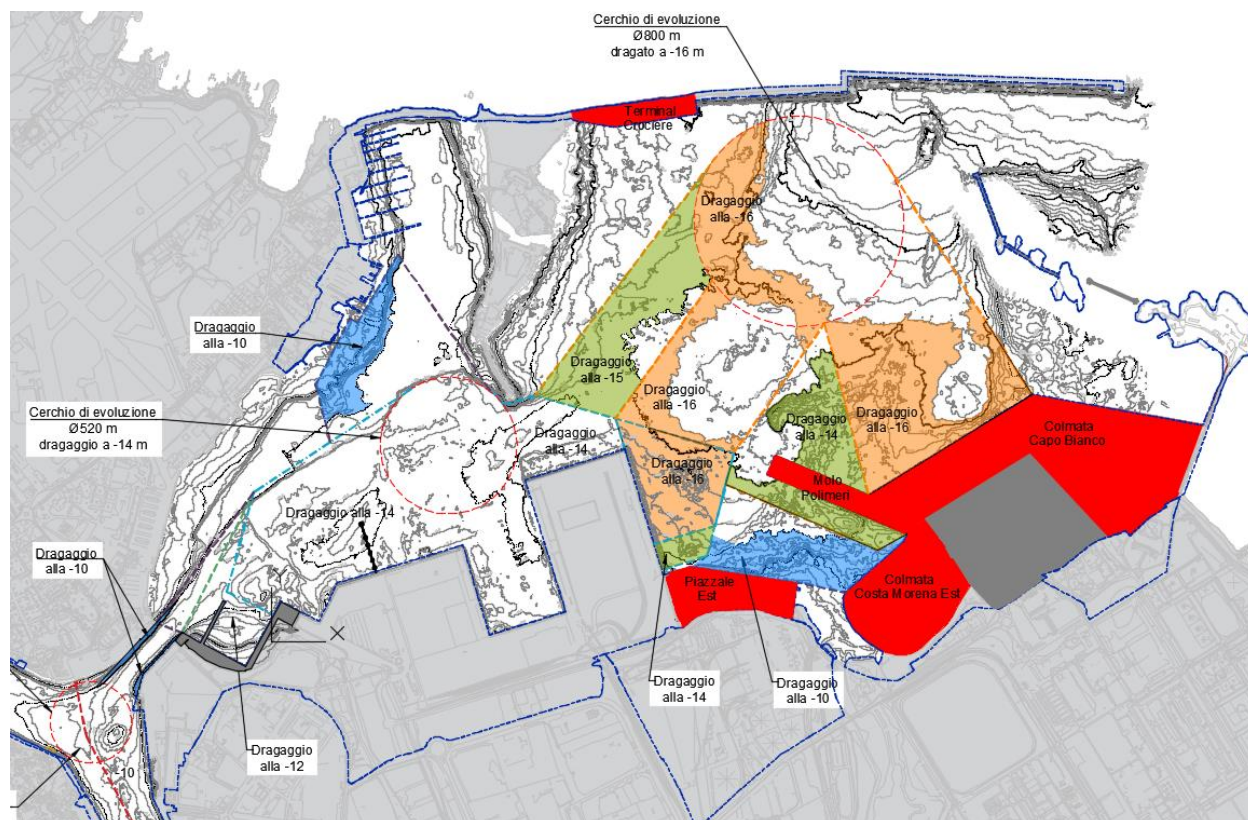 Cerchio di evoluzione
Ø800 m
dragato a -16 m
Terminal
Crociere
Dragaggio
alla -16
Dragaggio
alla -10
Dragaggio
alla -15
Dragaggio
alla -16
Cerchio di evoluzione
Ø520 m
dragaggio a -14 m
Dragaggio
alla -14
Dragaggio
alla -14
Dragaggio
alla -16
Colmata
Capo Bianco
Dragaggio
alla -16
Molo
Polimeri
Dragaggio alla -14
Dragaggio
alla -10
Piazzale
Est
Colmata
Costa Morena Est
X
Dragaggio
alla -14
Dragaggio
alla -10
Dragaggio
alla -12
-10